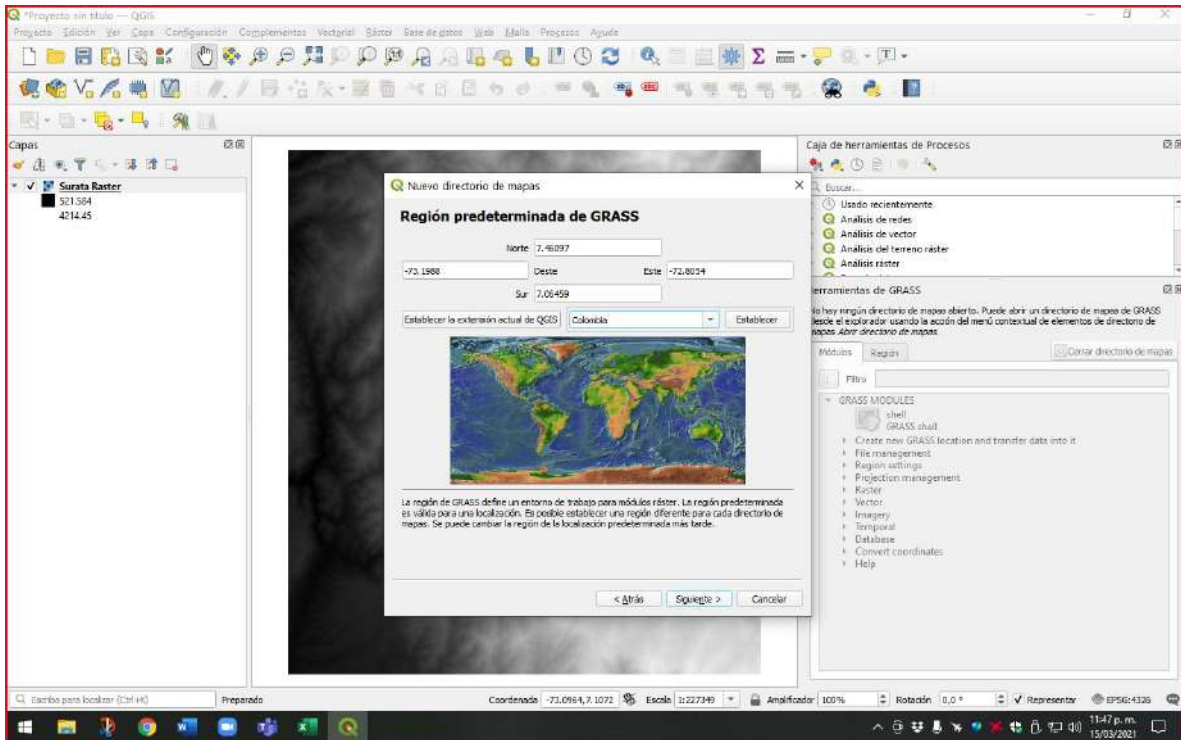 *Proyecto sin título — QGIS
Proyecto Edición Ver Capa Configuración Complementos Vectorial Ráster Base de datos Web Malla Procesos Ayuda
Capas
Surata Raster
521.584
4214.45
Nuevo directorio de mapas
Región predeterminada de GRASS
Norte 7.46097
-73.1988 Oeste Este -72.8054
Sur 7.06459
Establecer la extensión actual de QGIS Colombia Establecer
La región de GRASS define un entorno de trabajo para módulos ráster. La región predeterminada
es válida para una localización. Es posible establecer una región diferente para cada directorio de
mapas. Se puede cambiar la región de la localización predeterminada más tarde.
< Atrás Siguiente > Cancelar
Caja de herramientas de Procesos
Buscar...
Usado recientemente
Análisis de redes
Análisis de vector
Análisis del terreno ráster
Análisis ráster
erramientas de GRASS
No hay ningún directorio de mapas abierto. Puede abrir un directorio de mapas de GRASS
desde el explorador usando la acción del menú contextual de elementos de directorio de
mapas Abrir directorio de mapas.
Módulos Región Cerrar directorio de mapas
Filtro
GRASS MODULES
shell
GRASS shell
Create new GRASS location and transfer data into it
File management
Region settings
Projection management
Raster
Vector
Imagery
Temporal
Database
Convert coordinates
Help
Escriba para localizar (Ctrl+K) Preparado Coordenada -73.0964,7.1072 Escala 1:227349 Amplificador 100% Rotación 0,0 ° Representar EPSG:4326
11:47 p. m.
15/03/2021